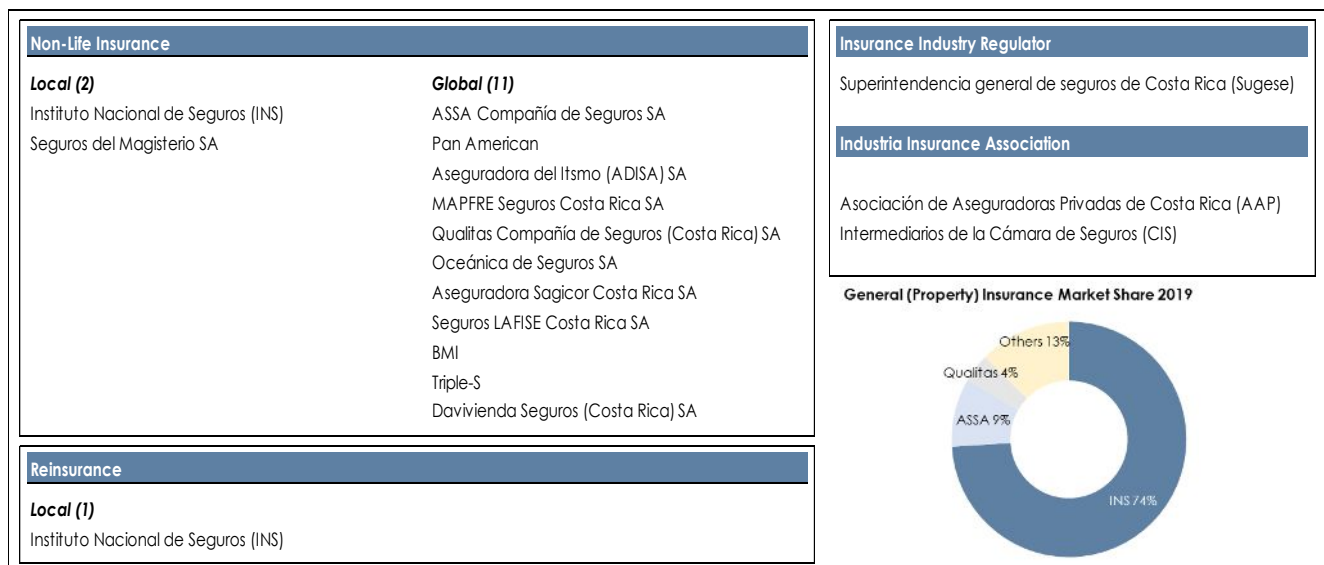 Non-Life Insurance
Local (2)
Instituto Nacional de Seguros (INS)
Seguros del Magisterio SA
Global (11)
ASSA Compañía de Seguros SA
Pan American
Aseguradora del Itsmo (ADISA) SA
MAPFRE Seguros Costa Rica SA
Qualitas Compañía de Seguros (Costa Rica) SA
Oceánica de Seguros SA
Aseguradora Sagicor Costa Rica SA
Seguros LAFISE Costa Rica SA
BMI
Triple-S
Davivienda Seguros (Costa Rica) SA
Reinsurance
Local (1)
Instituto Nacional de Seguros (INS)
Insurance Industry Regulator
Superintendencia general de seguros de Costa Rica (Sugese)
Industria Insurance Association
Asociación de Aseguradoras Privadas de Costa Rica (AAP)
Intermediarios de la Cámara de Seguros (CIS)
General (Property) Insurance Market Share 2019
Others 13%
Qualitas 4%
ASSA 9%
INS 74%